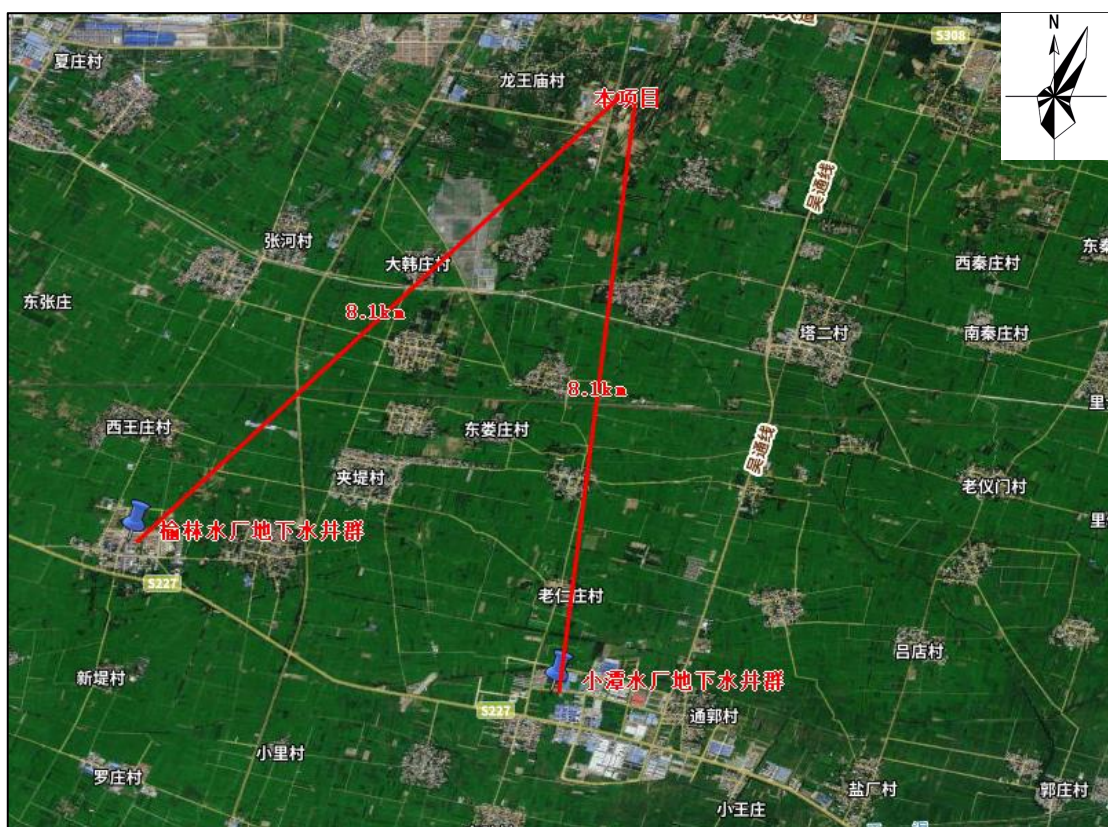 N
S308
夏庄村
龙王庙村
本项目
吴通线
张河村
大韩庄村
西秦庄村
东张庄
8.1km
塔二村
南秦庄村
8.1km
西王庄村
东娄庄村
吴通线
夹堤村
老仪门村
榆林水厂地下水井群
S227
老仁庄村
吕店村
新堤村
小潭水厂地下水井群
S227
通郭村
小里村
罗庄村
盐厂村
郭庄村
小王庄